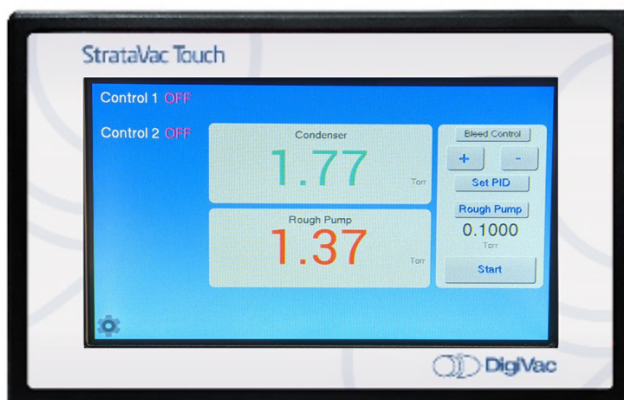 StrataVac Touch
Control 1 OFF
Control 2 OFF
Condenser
1.77
Torr
Rough Pump
1.37
Torr
Bleed Control
+ -
Set PID
Rough Pump
0.1000
Torr
Start
DigiVac